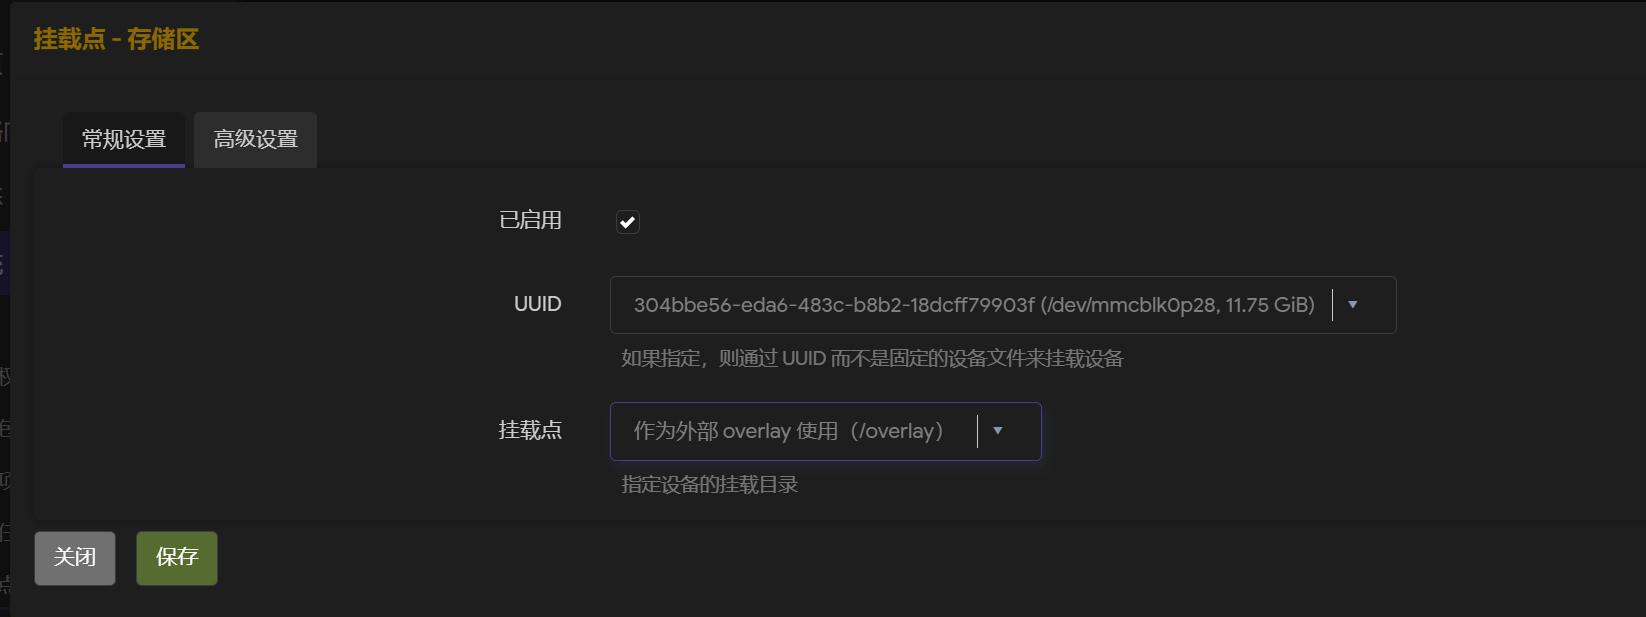 挂载点 - 存储区
常规设置
高级设置
已启用
UUID
304bbe56-eda6-483c-b8b2-18dcff79903f (/dev/mmcblk0p28, 11.75 GiB)
如果指定，则通过 UUID 而不是固定的设备文件来挂载设备
挂载点
作为外部 overlay 使用（/overlay）
指定设备的挂载目录
关闭
保存